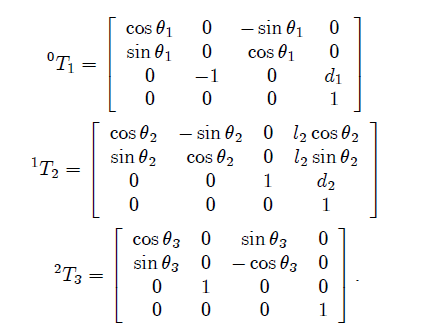 ⁰T₁ = [ cos θ₁ 0 − sin θ₁ 0
sin θ₁ 0 cos θ₁ 0
0 −1 0 d₁
0 0 0 1 ]
¹T₂ = [ cos θ₂ − sin θ₂ 0 l₂ cos θ₂
sin θ₂ cos θ₂ 0 l₂ sin θ₂
0 0 1 d₂
0 0 0 1 ]
²T₃ = [ cos θ₃ 0 sin θ₃ 0
sin θ₃ 0 − cos θ₃ 0
0 1 0 0
0 0 0 1 ] .